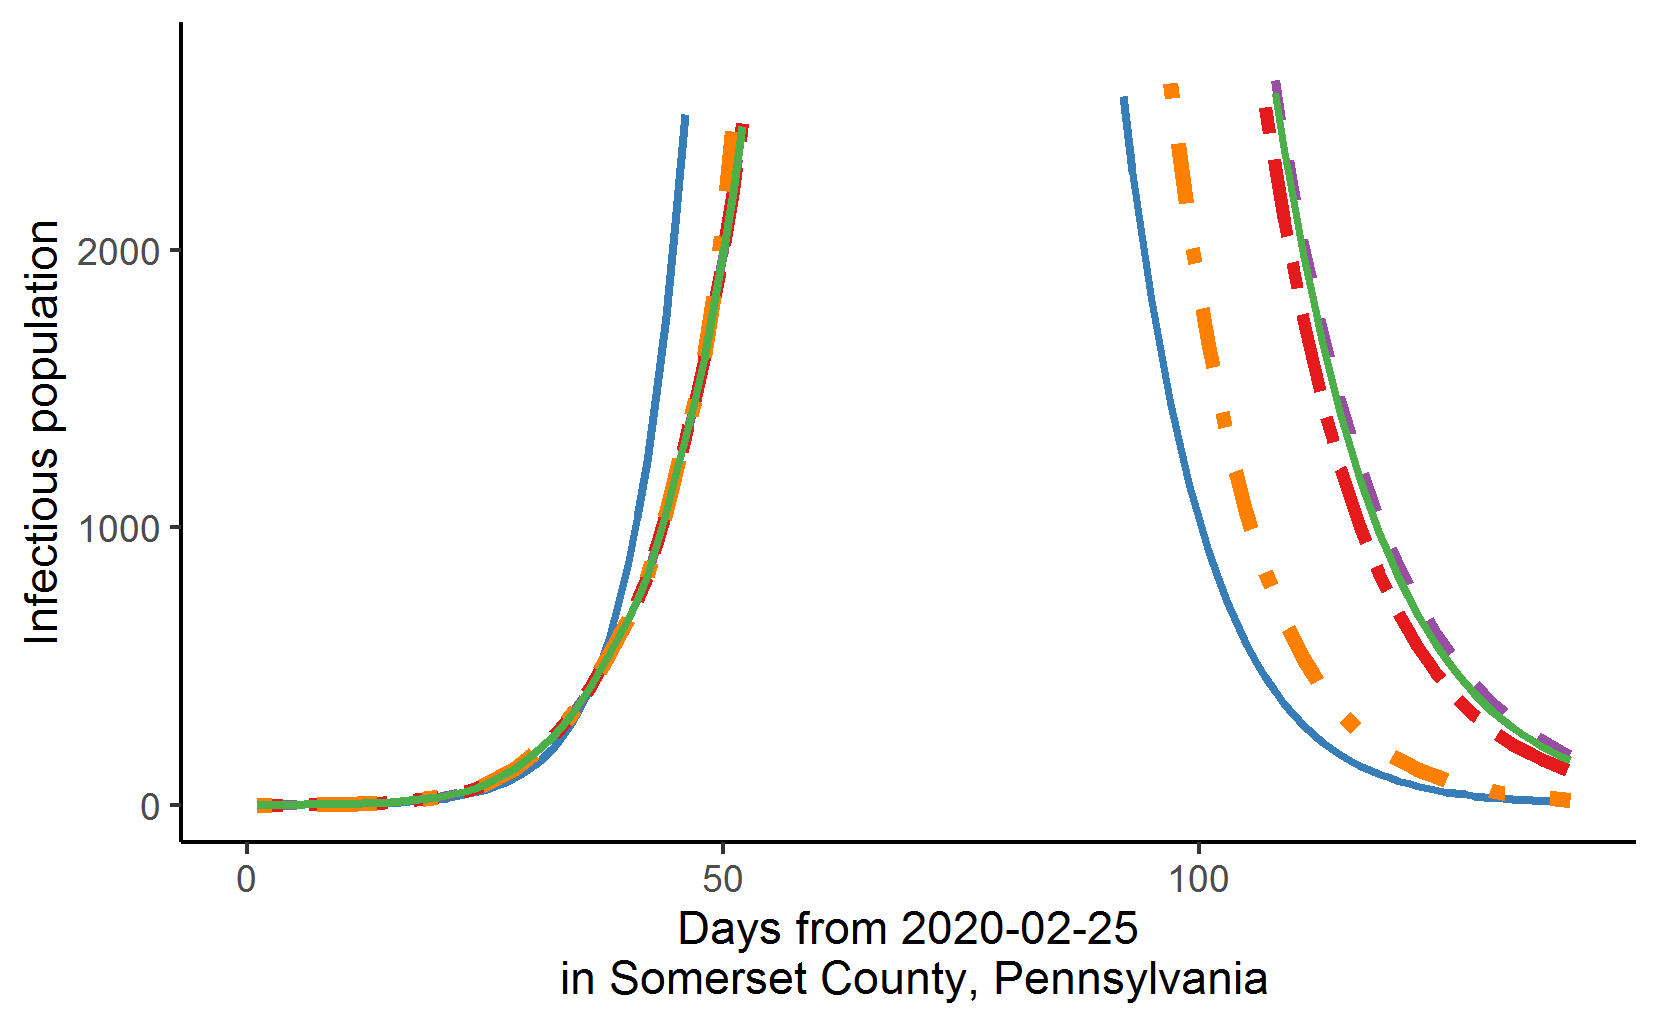 Infectious population
2000
1000
0
0 50 100
Days from 2020-02-25
in Somerset County, Pennsylvania